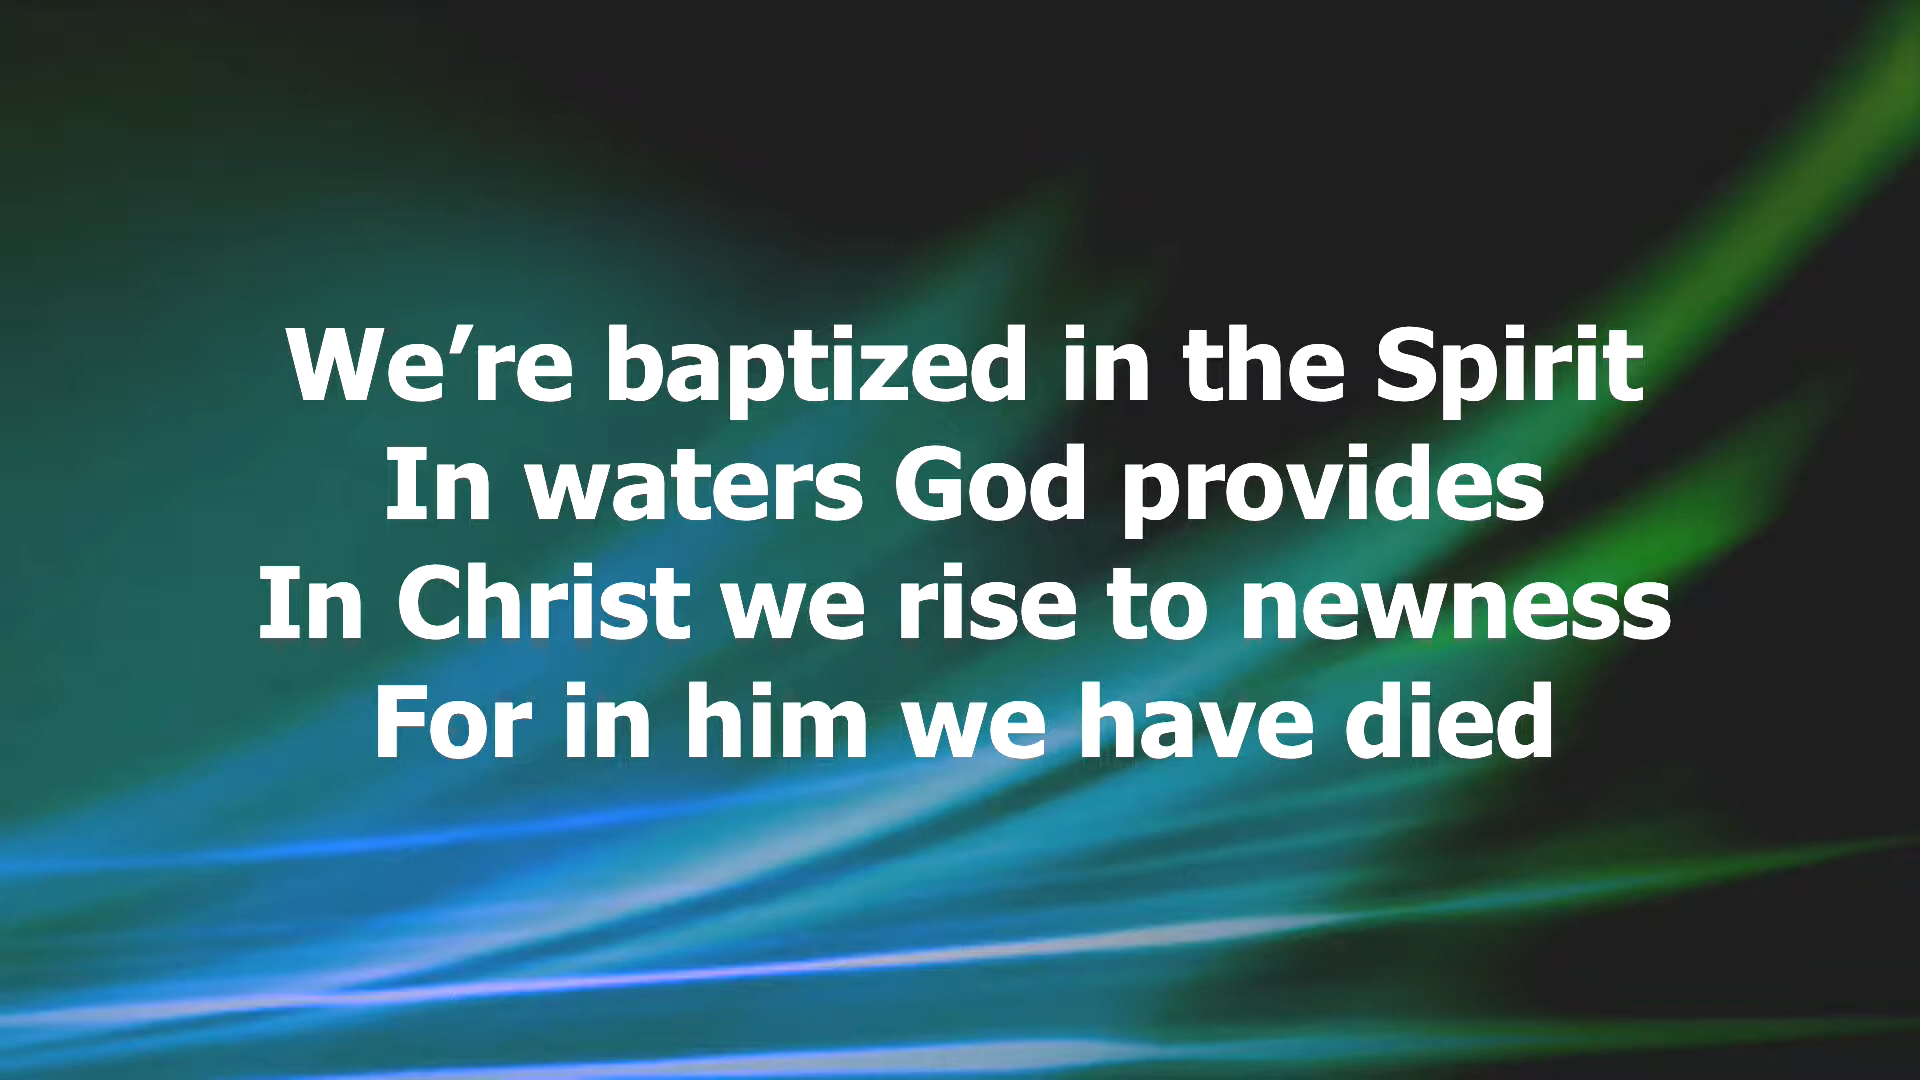 We’re baptized in the Spirit
In waters God provides
In Christ we rise to newness
For in him we have died